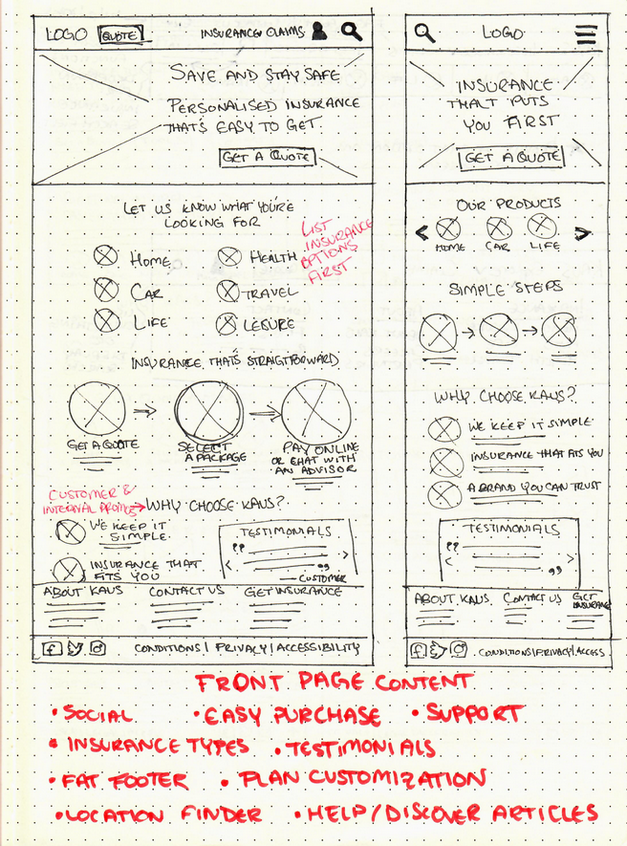 LOGO QUOTE INSURANCE CLAIMS
SAVE AND STAY SAFE
PERSONALISED INSURANCE
THAT'S EASY TO GET.
GET A QUOTE
LET US KNOW WHAT YOU'RE
LOOKING FOR
LIST
INSURANCE
OPTIONS
FIRST
HOME HEALTH
CAR TRAVEL
LIFE LEISURE
INSURANCE THAT'S STRAIGTFORWARD
GET A QUOTE
SELECT
A PACKAGE
PAY ONLINE
OR CHAT WITH
AN ADVISOR
CUSTOMER &
INTERNAL
WHY CHOOSE KAUS?
WE KEEP IT
SIMPLE
INSURANCE THAT
FITS YOU
TESTIMONIALS
CUSTOMER
ABOUT KAUS CONTACT US GET INSURANCE
CONDITIONS | PRIVACY | ACCESSIBILITY
LOGO
INSURANCE
THALT PUTS
YOU FIRST
GET A QUOTE
OUR PRODUCTS
< HOME CAR LIFE >
SIMPLE STEPS
WHY CHOOSE KAUS?
WE KEEP IT SIMPLE
INSURANCE THAT FITS YOU
A BRAND YOU CAN TRUST
TESTIMONIALS
ABOUT KAUS CONTACT US GET
INSURANCE
CONDITIONS | PRIVACY | ACCESS
FRONT PAGE CONTENT
• SOCIAL • EASY PURCHASE • SUPPORT
• INSURANCE TYPES • TESTIMONIALS
• FAT FOOTER • PLAN CUSTOMIZATION
• LOCATION FINDER • HELP/DISCOVER ARTICLES